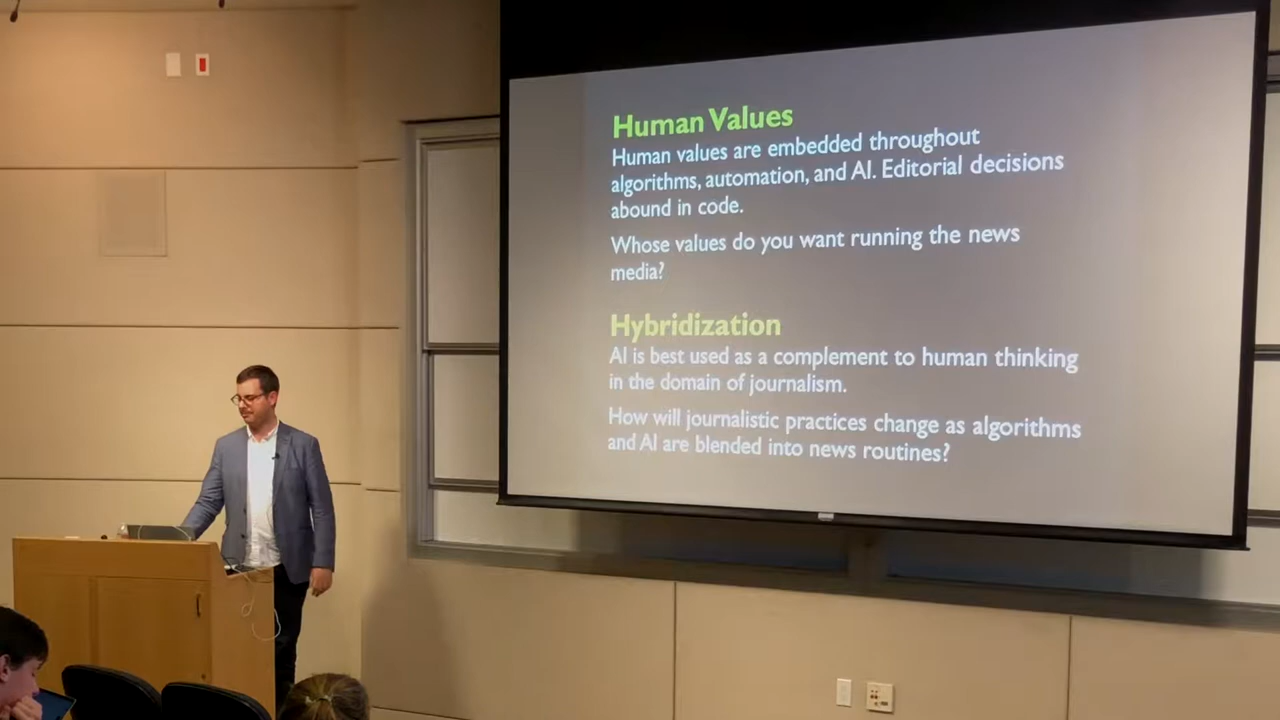 Human Values
Human values are embedded throughout
algorithms, automation, and AI. Editorial decisions
abound in code.
Whose values do you want running the news
media?
Hybridization
AI is best used as a complement to human thinking
in the domain of journalism.
How will journalistic practices change as algorithms
and AI are blended into news routines?